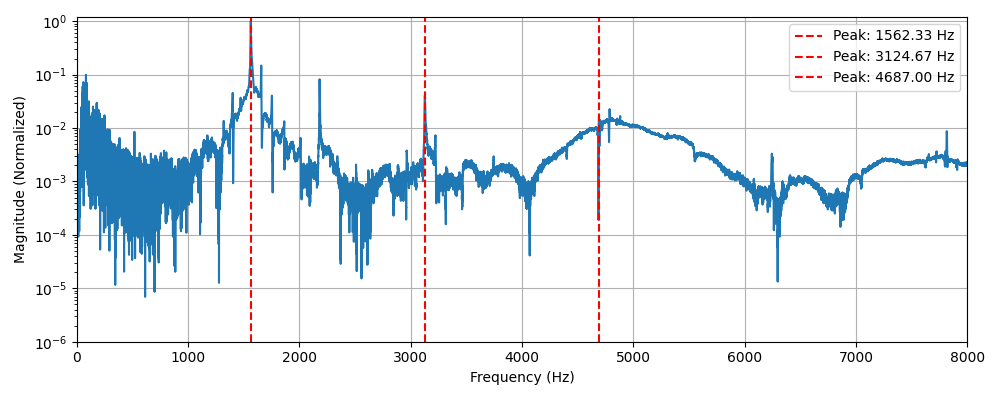 10⁰
10⁻¹
10⁻²
10⁻³
10⁻⁴
10⁻⁵
10⁻⁶
Magnitude (Normalized)
Peak: 1562.33 Hz
Peak: 3124.67 Hz
Peak: 4687.00 Hz
0 1000 2000 3000 4000 5000 6000 7000 8000
Frequency (Hz)